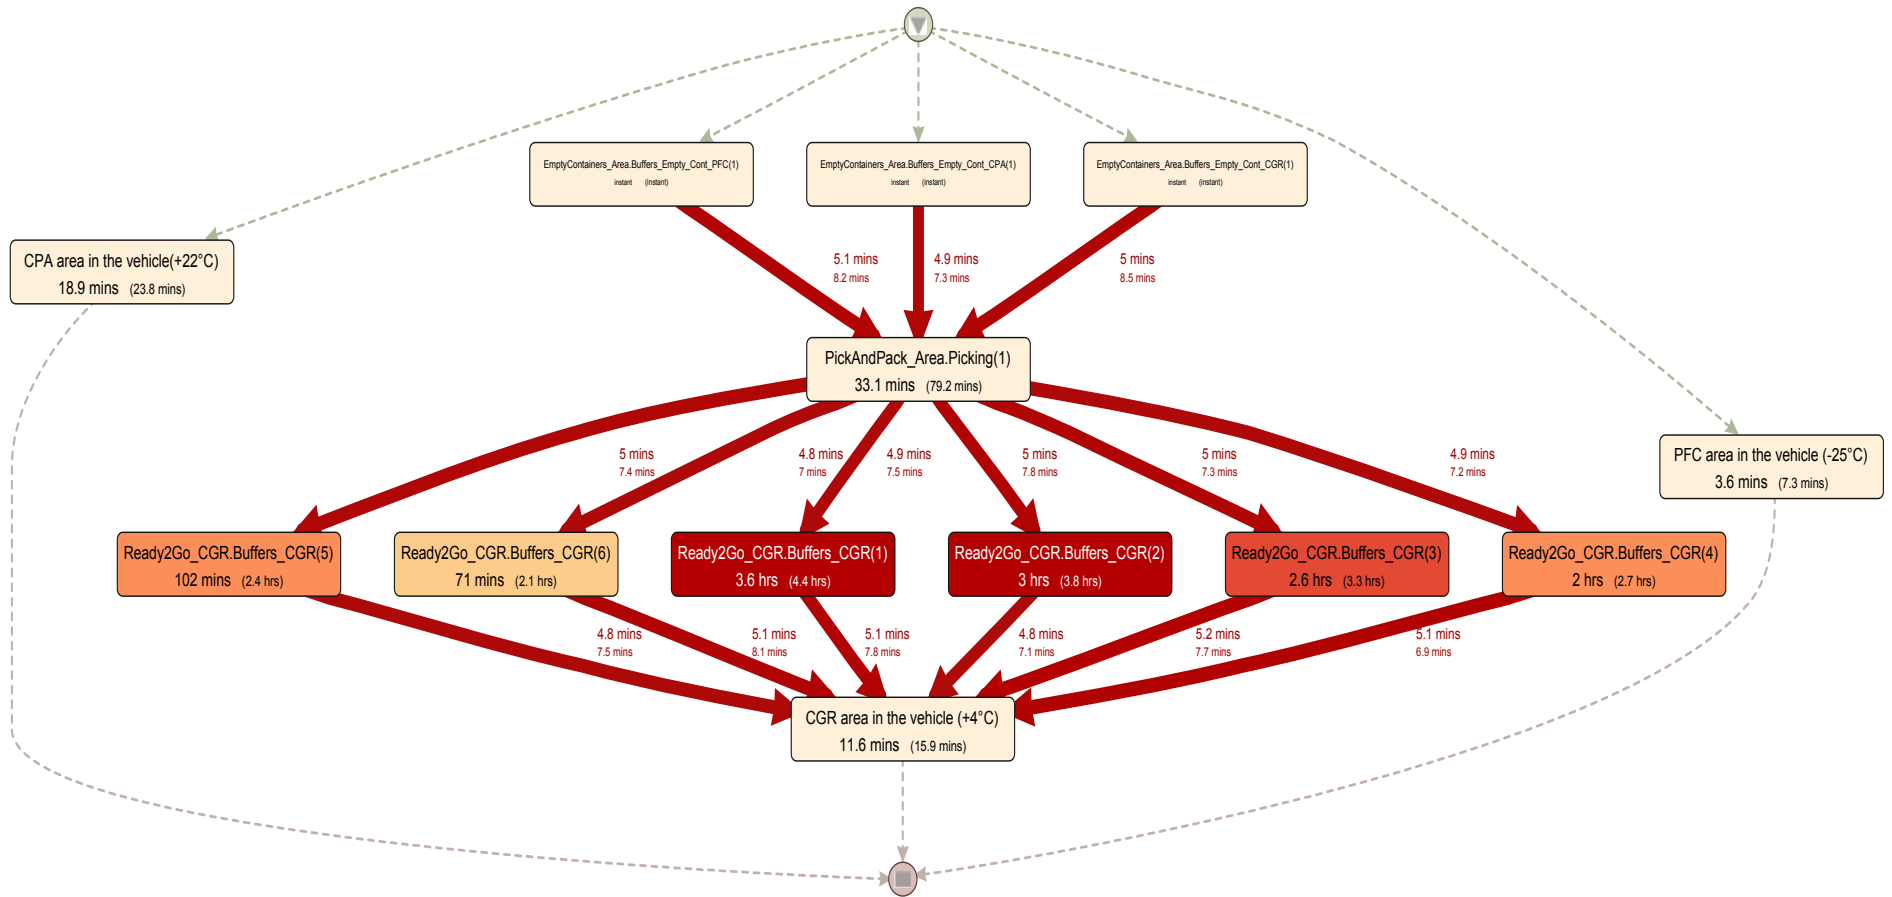 EmptyContainers_Area.Buffers_Empty_Cont_PFC(1)
instant (instant)
EmptyContainers_Area.Buffers_Empty_Cont_CPA(1)
instant (instant)
EmptyContainers_Area.Buffers_Empty_Cont_CGR(1)
instant (instant)
CPA area in the vehicle(+22°C)
18.9 mins (23.8 mins)
5.1 mins
8.2 mins
4.9 mins
7.3 mins
5 mins
8.5 mins
PickAndPack_Area.Picking(1)
33.1 mins (79.2 mins)
5 mins
7.4 mins
4.8 mins
7 mins
4.9 mins
7.5 mins
5 mins
7.8 mins
5 mins
7.3 mins
4.9 mins
7.2 mins
PFC area in the vehicle (-25°C)
3.6 mins (7.3 mins)
Ready2Go_CGR.Buffers_CGR(5)
102 mins (2.4 hrs)
Ready2Go_CGR.Buffers_CGR(6)
71 mins (2.1 hrs)
Ready2Go_CGR.Buffers_CGR(1)
3.6 hrs (4.4 hrs)
Ready2Go_CGR.Buffers_CGR(2)
3 hrs (3.8 hrs)
Ready2Go_CGR.Buffers_CGR(3)
2.6 hrs (3.3 hrs)
Ready2Go_CGR.Buffers_CGR(4)
2 hrs (2.7 hrs)
4.8 mins
7.5 mins
5.1 mins
8.1 mins
5.1 mins
7.8 mins
4.8 mins
7.1 mins
5.2 mins
7.7 mins
5.1 mins
6.9 mins
CGR area in the vehicle (+4°C)
11.6 mins (15.9 mins)